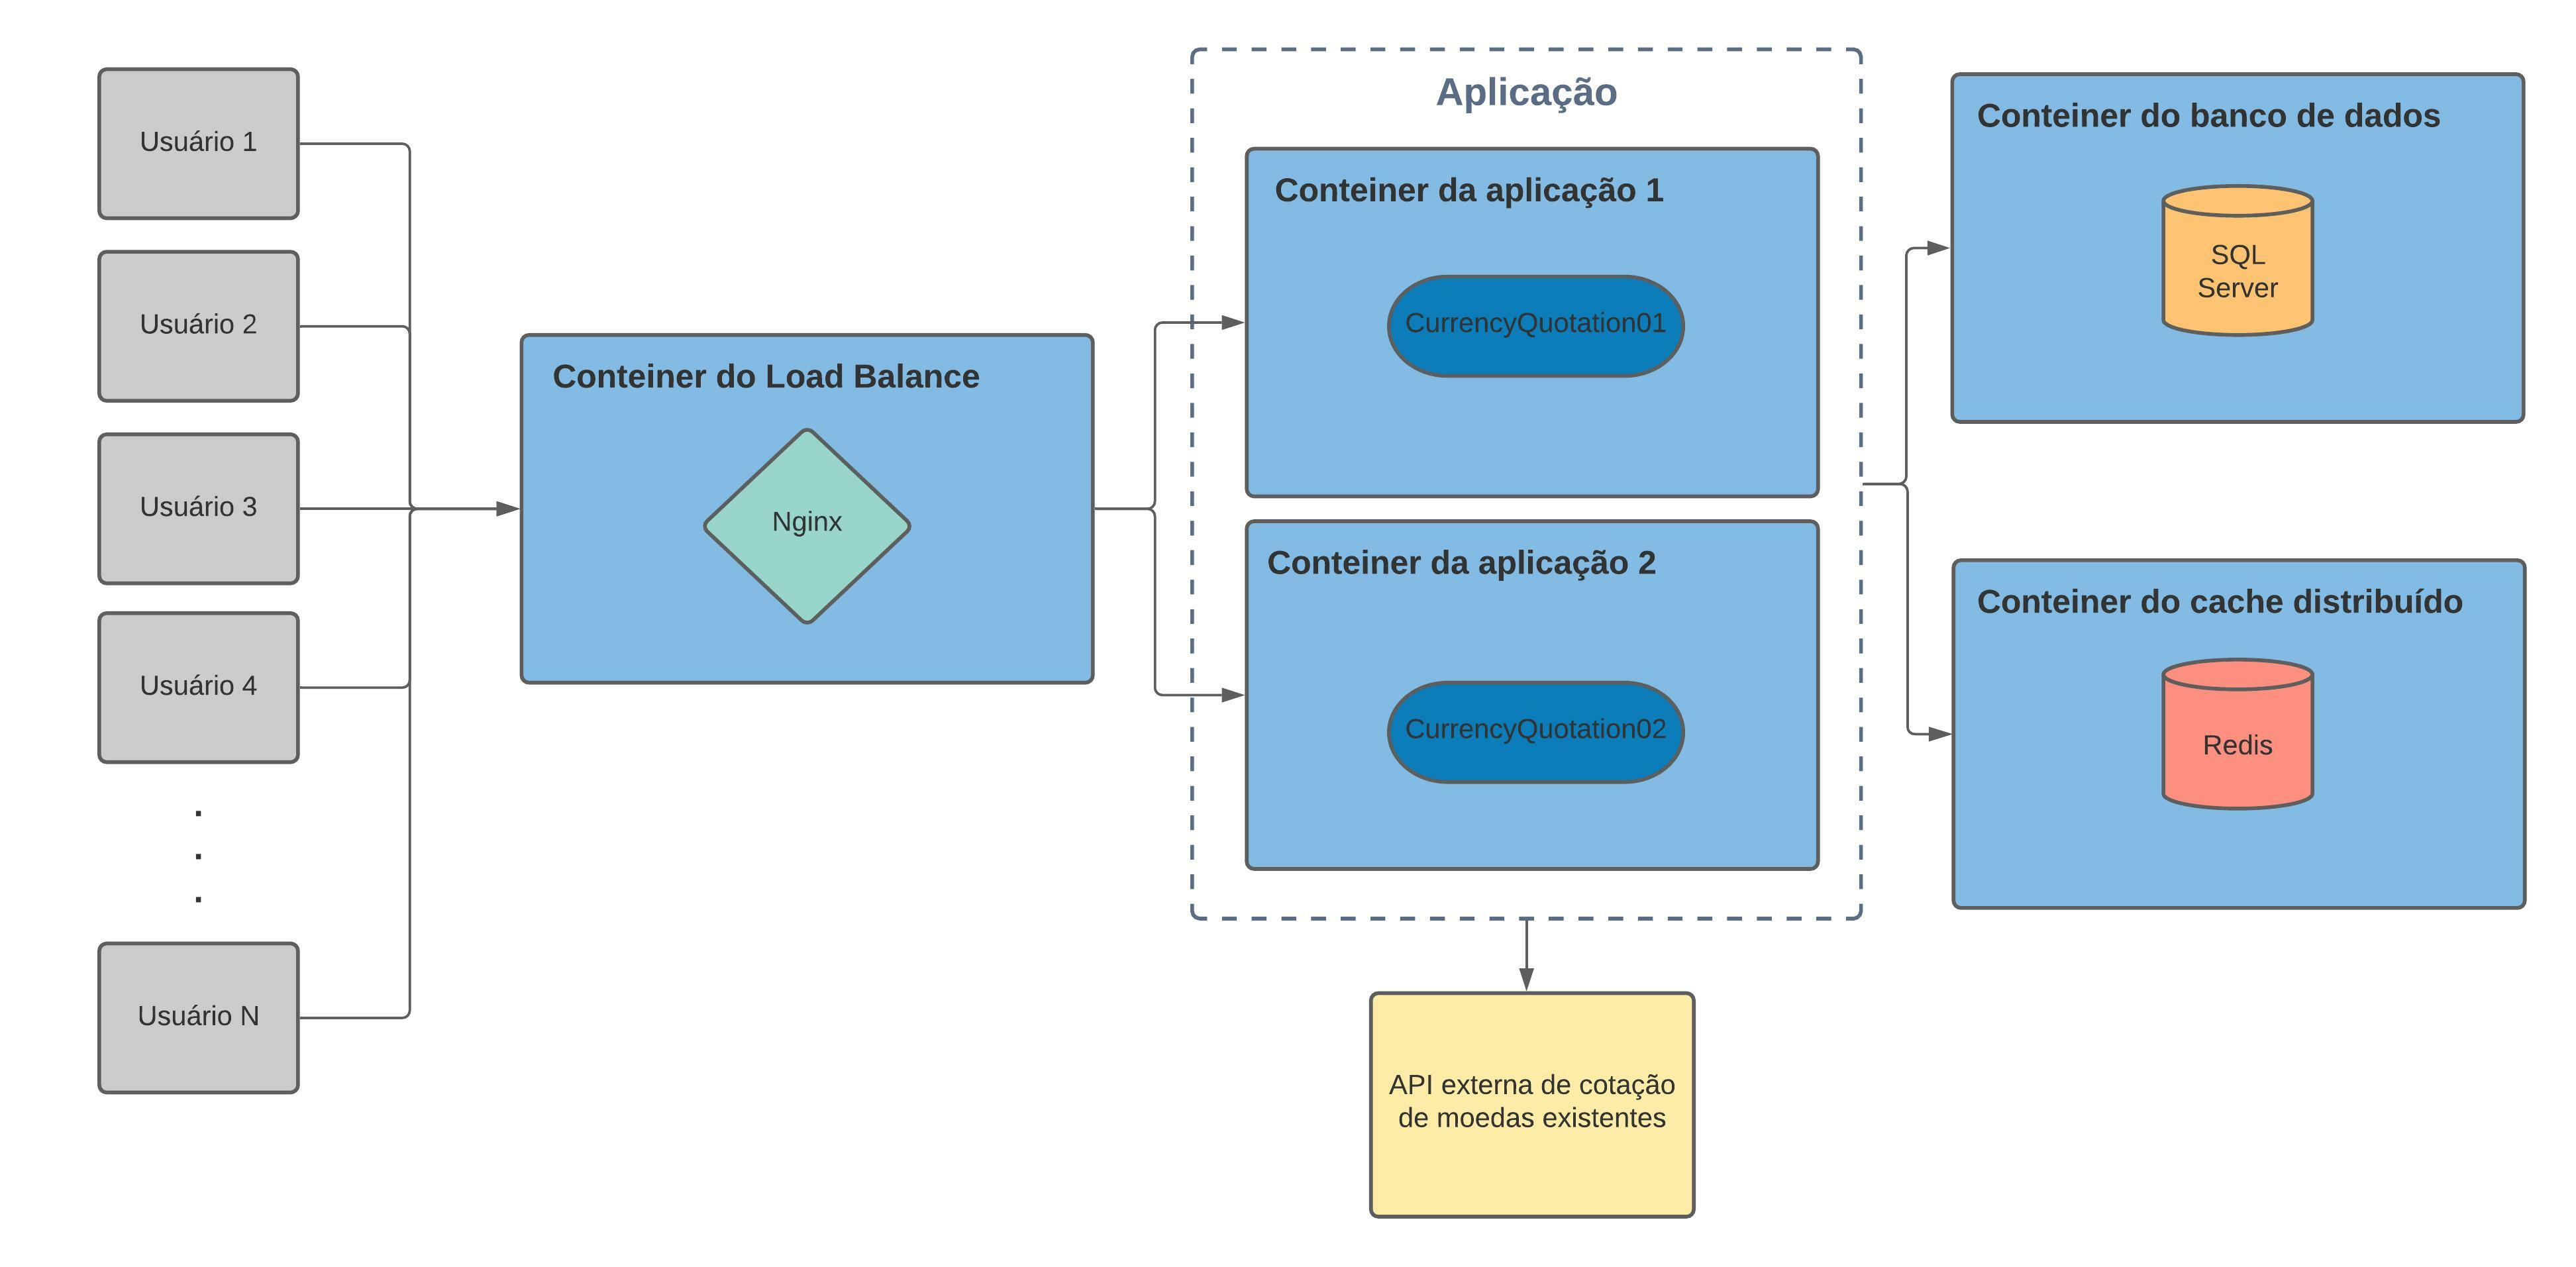 Usuário 1
Usuário 2
Usuário 3
Usuário 4
.
.
.
Usuário N
Conteiner do Load Balance
Nginx
Aplicação
Conteiner da aplicação 1
CurrencyQuotation01
Conteiner da aplicação 2
CurrencyQuotation02
API externa de cotação
de moedas existentes
Conteiner do banco de dados
SQL
Server
Conteiner do cache distribuído
Redis